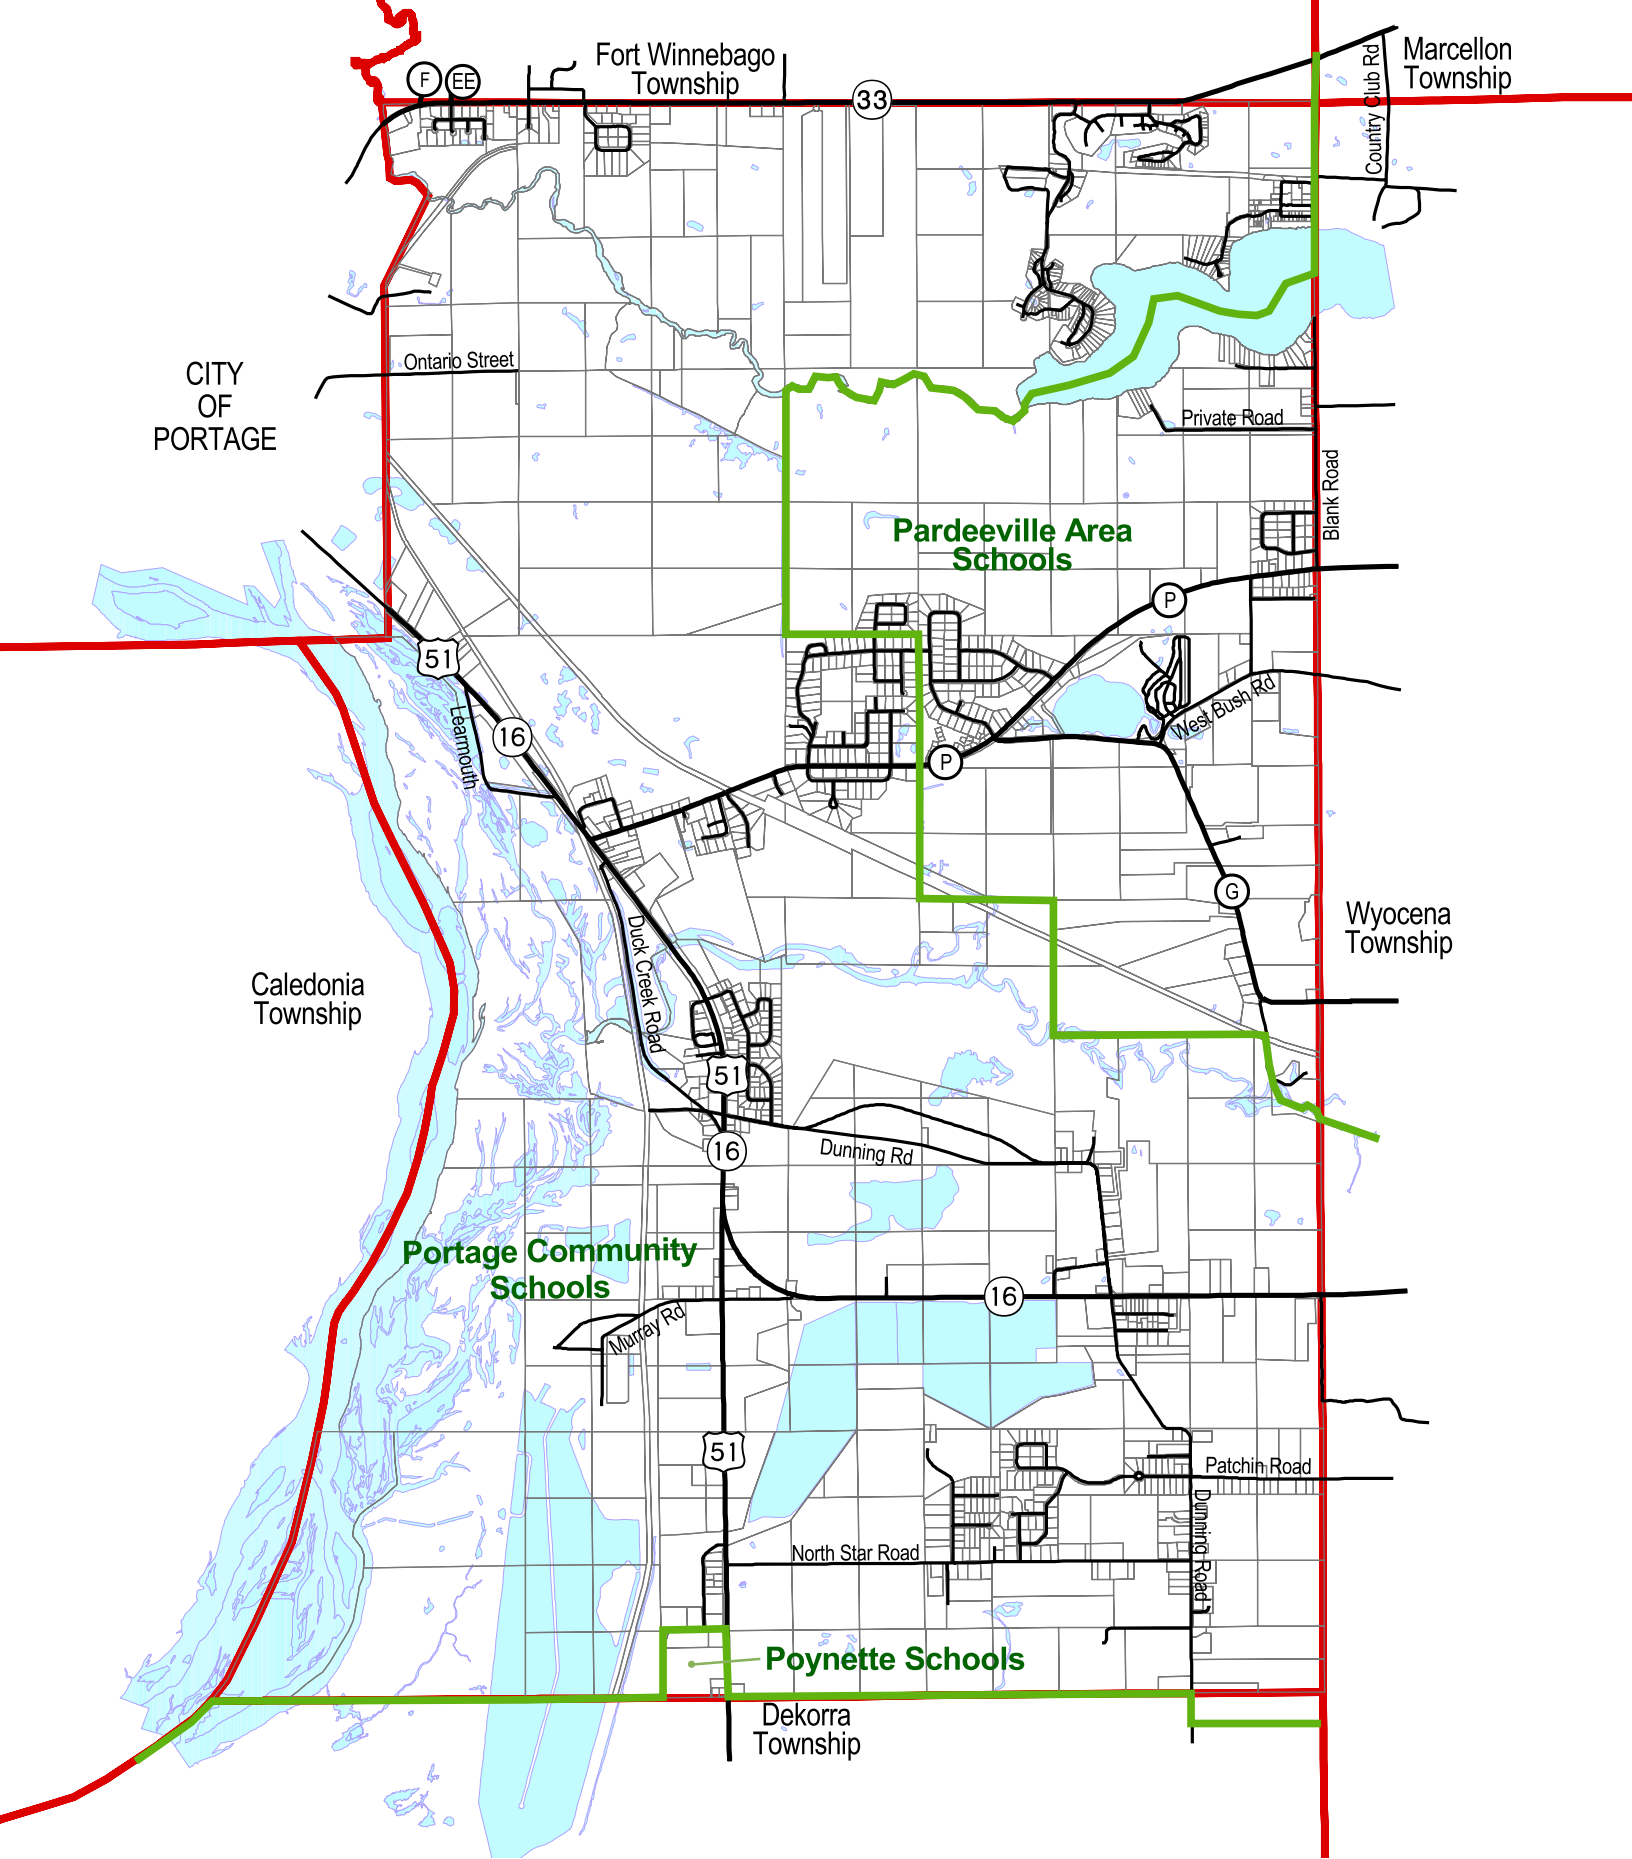 Fort Winnebago
Township
Marcellon
Township
F
EE
33
Country Club Rd
Ontario Street
CITY
OF
PORTAGE
Private Road
Blank Road
Pardeeville Area
Schools
P
51
Learmouth
16
West Bush Rd
P
G
Wyocena
Township
Duck Creek Road
Caledonia
Township
51
16
Dunning Rd
Portage Community
Schools
16
Murray Rd
51
Patchin Road
Dunning Road
North Star Road
Poynette Schools
Dekorra
Township